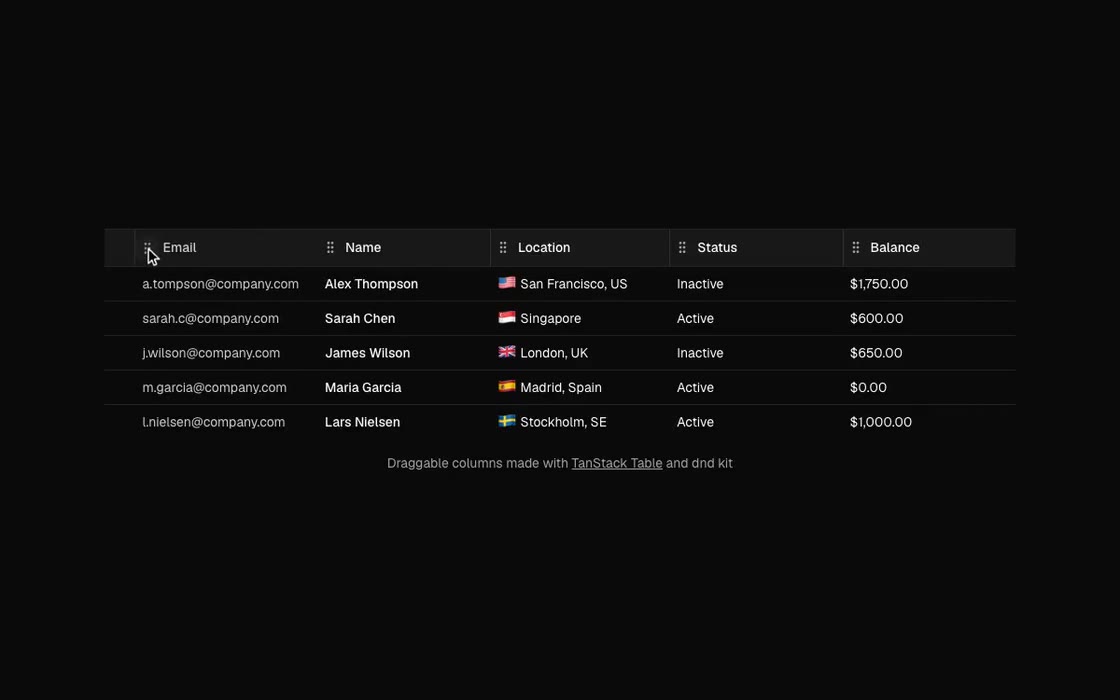 Email Name Location Status Balance
a.tompson@company.com Alex Thompson San Francisco, US Inactive $1,750.00
sarah.c@company.com Sarah Chen Singapore Active $600.00
j.wilson@company.com James Wilson London, UK Inactive $650.00
m.garcia@company.com Maria Garcia Madrid, Spain Active $0.00
l.nielsen@company.com Lars Nielsen Stockholm, SE Active $1,000.00
Draggable columns made with TanStack Table and dnd kit